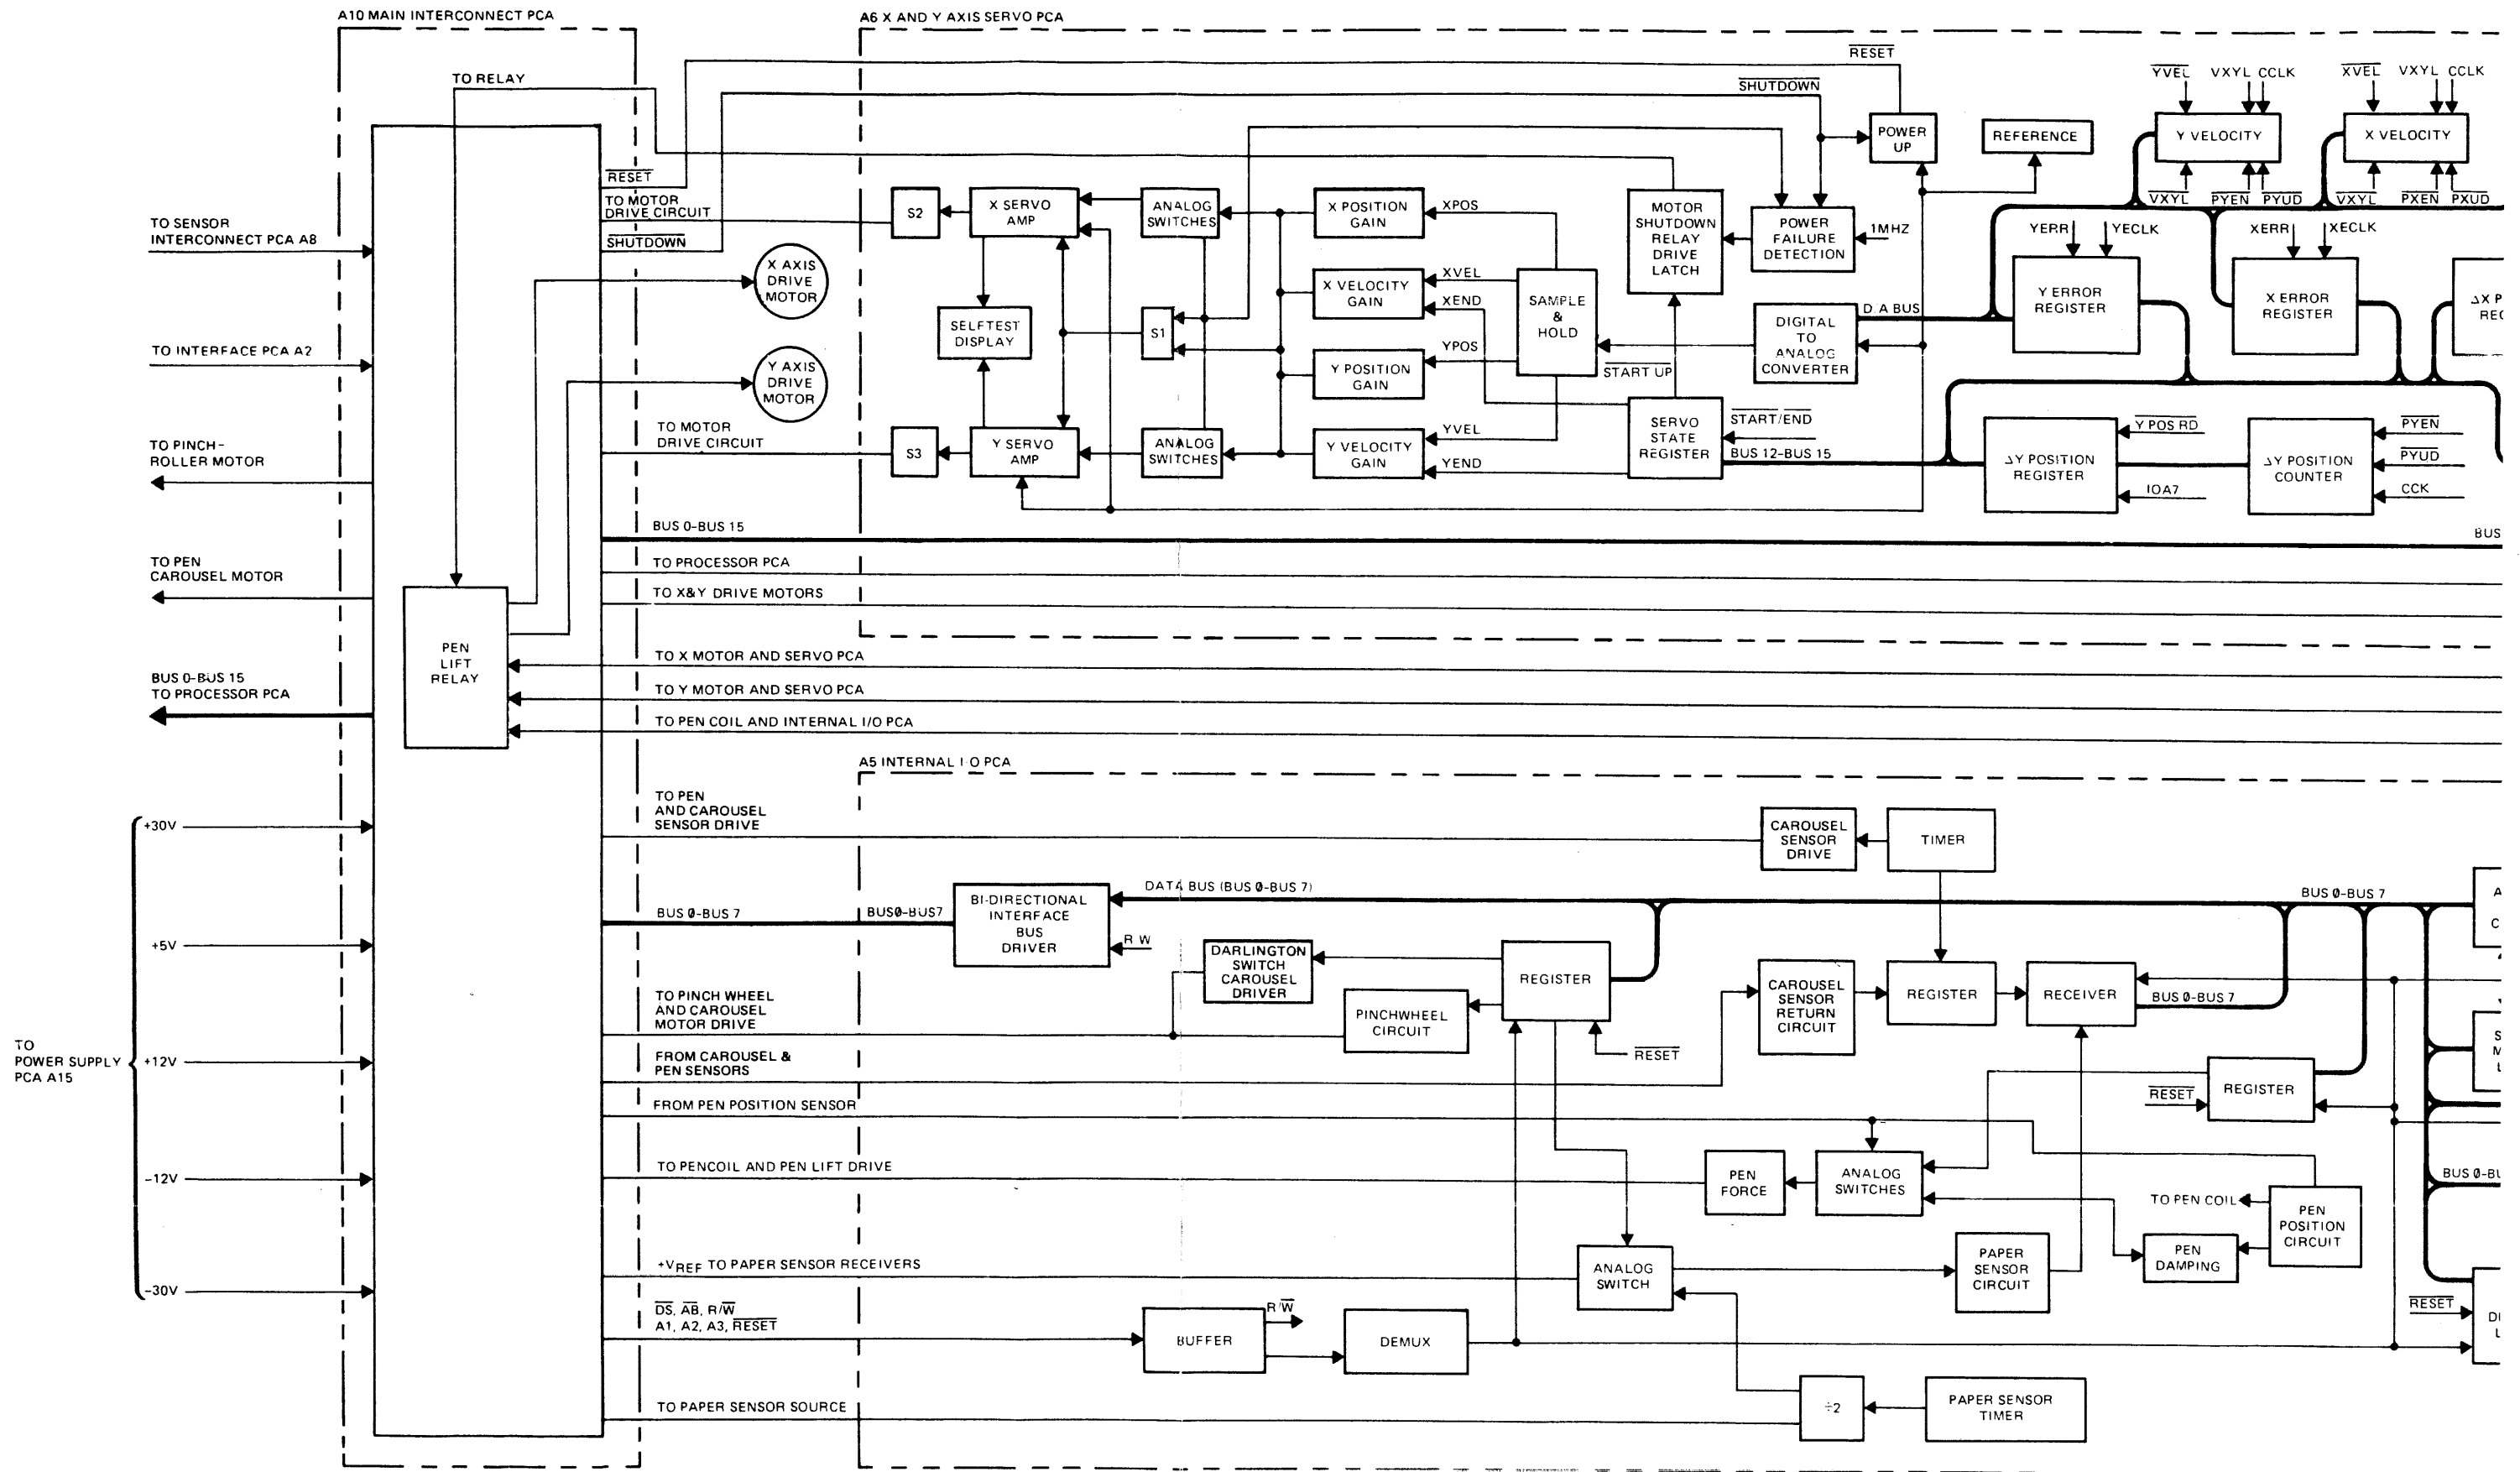 A10 MAIN INTERCONNECT PCA
A6 X AND Y AXIS SERVO PCA
TO RELAY
RESET
SHUTDOWN
YVEL
VXYL CCLK
XVEL
VXYL CCLK
POWER
UP
REFERENCE
Y VELOCITY
X VELOCITY
VXYL
PYEN
PYUD
VXYL
PXEN
PXUD
RESET
TO MOTOR
DRIVE CIRCUIT
SHUTDOWN
S2
X SERVO
AMP
ANALOG
SWITCHES
X POSITION
GAIN
XPOS
MOTOR
SHUTDOWN
RELAY
DRIVE
LATCH
POWER
FAILURE
DETECTION
1MHZ
TO SENSOR
INTERCONNECT PCA A8
YERR
YECLK
XERR
XECLK
X AXIS
DRIVE
MOTOR
X VELOCITY
GAIN
XVEL
XEND
SAMPLE
&
HOLD
Y ERROR
REGISTER
X ERROR
REGISTER
ΔX P
REC
SELFTEST
DISPLAY
S1
D A BUS
DIGITAL
TO
ANALOG
CONVERTER
TO INTERFACE PCA A2
Y AXIS
DRIVE
MOTOR
Y POSITION
GAIN
YPOS
START UP
TO PINCH-
ROLLER MOTOR
TO MOTOR
DRIVE CIRCUIT
S3
Y SERVO
AMP
ANALOG
SWITCHES
Y VELOCITY
GAIN
YVEL
YEND
SERVO
STATE
REGISTER
START/END
BUS 12-BUS 15
ΔY POSITION
REGISTER
Y POS RD
IOA7
ΔY POSITION
COUNTER
PYEN
PYUD
CCK
BUS 0-BUS 15
BUS
TO PEN
CAROUSEL MOTOR
TO PROCESSOR PCA
TO X&Y DRIVE MOTORS
PEN
LIFT
RELAY
TO X MOTOR AND SERVO PCA
TO Y MOTOR AND SERVO PCA
TO PEN COIL AND INTERNAL I/O PCA
BUS 0-BUS 15
TO PROCESSOR PCA
A5 INTERNAL I O PCA
TO PEN
AND CAROUSEL
SENSOR DRIVE
CAROUSEL
SENSOR
DRIVE
TIMER
TO
POWER SUPPLY
PCA A15
+30V
+5V
+12V
-12V
-30V
BUS 0-BUS 7
BUS0-BUS7
BI-DIRECTIONAL
INTERFACE
BUS
DRIVER
DATA BUS (BUS 0-BUS 7)
R W
BUS 0-BUS 7
A
C
DARLINGTON
SWITCH
CAROUSEL
DRIVER
REGISTER
PINCHWHEEL
CIRCUIT
RESET
CAROUSEL
SENSOR
RETURN
CIRCUIT
REGISTER
RECEIVER
BUS 0-BUS 7
TO PINCH WHEEL
AND CAROUSEL
MOTOR DRIVE
FROM CAROUSEL &
PEN SENSORS
S
M
L
FROM PEN POSITION SENSOR
RESET
REGISTER
TO PENCOIL AND PEN LIFT DRIVE
PEN
FORCE
ANALOG
SWITCHES
TO PEN COIL
PEN
POSITION
CIRCUIT
BUS 0-BU
PEN
DAMPING
+VREF TO PAPER SENSOR RECEIVERS
ANALOG
SWITCH
PAPER
SENSOR
CIRCUIT
DS, AB, R/W
A1, A2, A3, RESET
BUFFER
R/W
DEMUX
RESET
DI
L
TO PAPER SENSOR SOURCE
÷2
PAPER SENSOR
TIMER